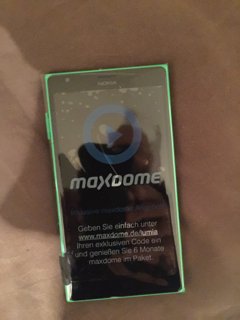 NOKIA
maxdome
Geben Sie einfach unter
www.maxdome.de/lumia
Ihren exklusiven Code ein
und genießen Sie 6 Monate
maxdome im Paket.